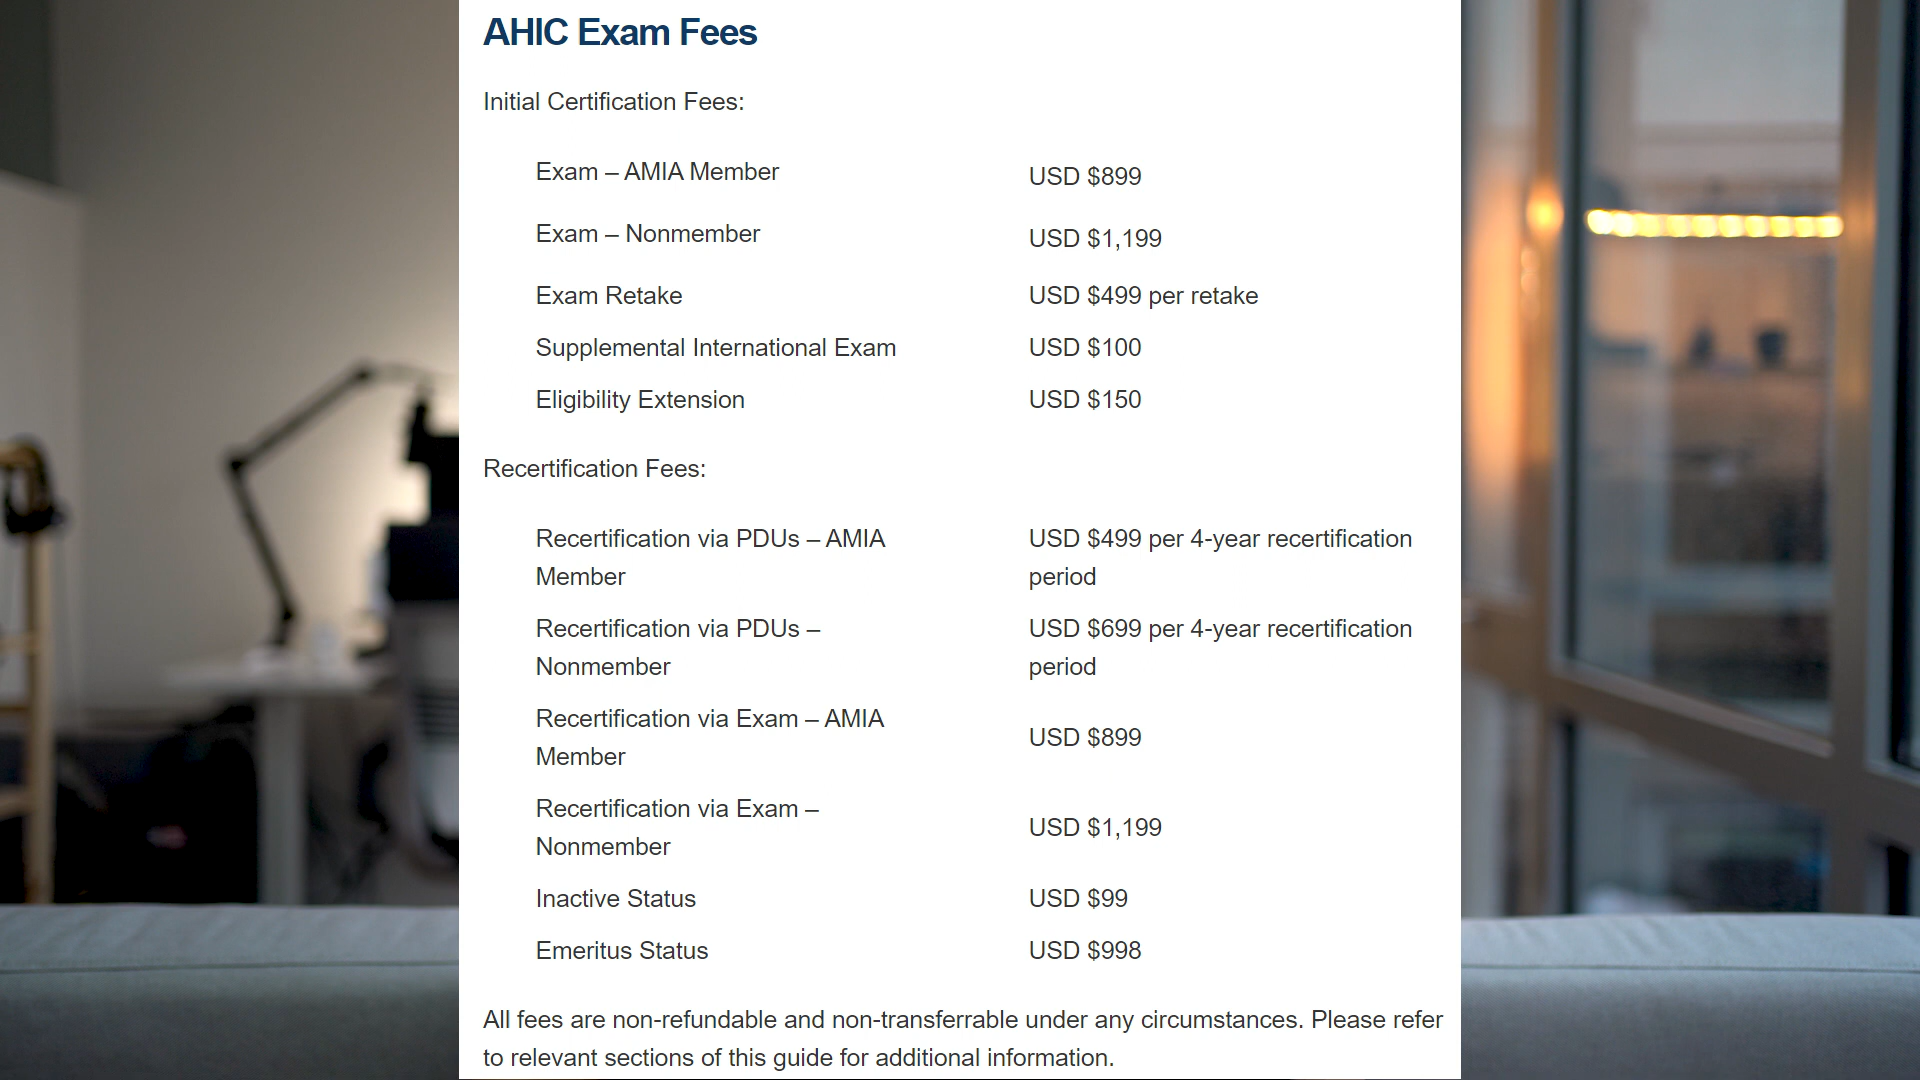 AHIC Exam Fees
Initial Certification Fees:
Exam – AMIA Member USD $899
Exam – Nonmember USD $1,199
Exam Retake USD $499 per retake
Supplemental International Exam USD $100
Eligibility Extension USD $150
Recertification Fees:
Recertification via PDUs – AMIA USD $499 per 4-year recertification
Member period
Recertification via PDUs – USD $699 per 4-year recertification
Nonmember period
Recertification via Exam – AMIA
Member
USD $899
Recertification via Exam –
Nonmember
USD $1,199
Inactive Status USD $99
Emeritus Status USD $998
All fees are non-refundable and non-transferrable under any circumstances. Please refer
to relevant sections of this guide for additional information.